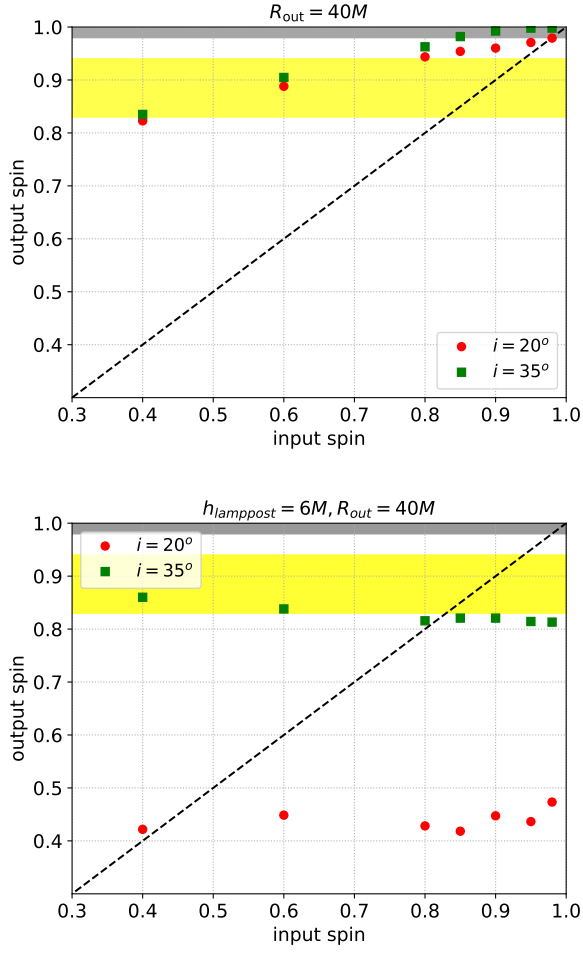 R_out = 40M
1.0
0.9
0.8
0.7
0.6
0.5
0.4
output spin
i = 20^o
i = 35^o
0.3 0.4 0.5 0.6 0.7 0.8 0.9 1.0
input spin
h_lamppost = 6M, R_out = 40M
1.0
i = 20^o
i = 35^o
0.9
0.8
0.7
0.6
0.5
0.4
output spin
0.3 0.4 0.5 0.6 0.7 0.8 0.9 1.0
input spin